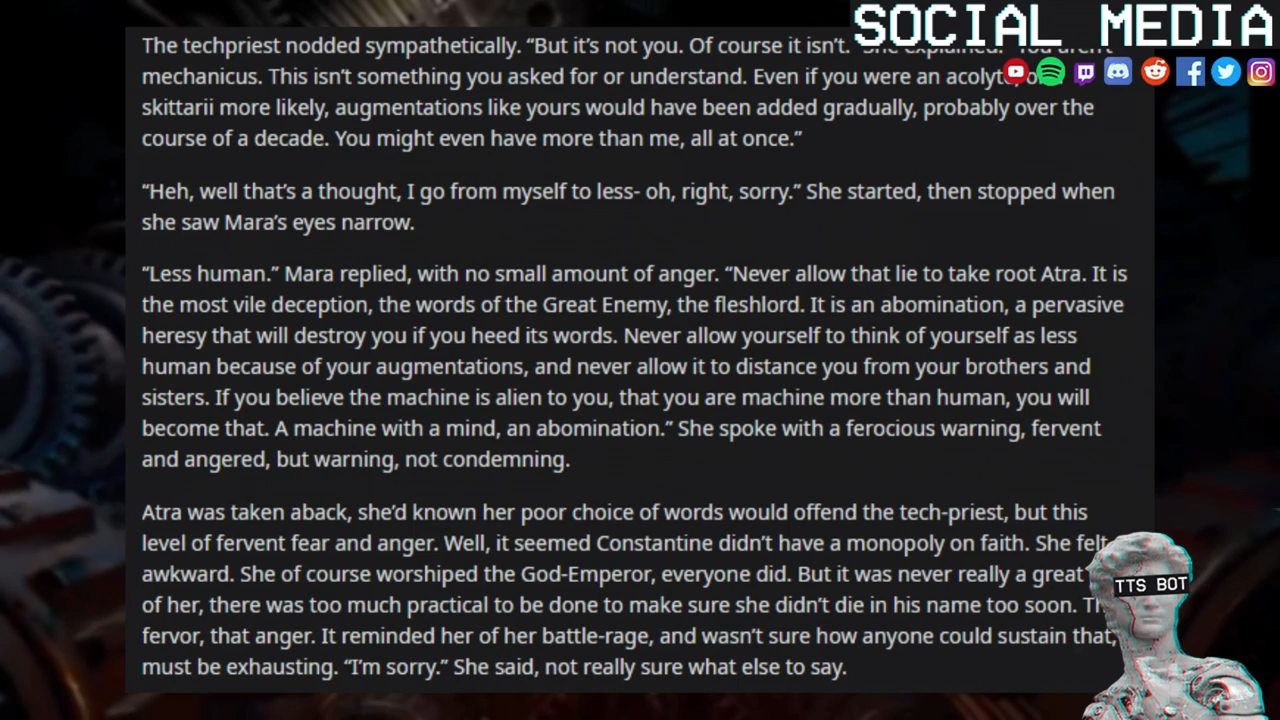 SOCIAL MEDIA
The techpriest nodded sympathetically. “But it’s not you. Of course it isn’t.” She explained. “You aren’t
mechanicus. This isn’t something you asked for or understand. Even if you were an acolyte, or
skittarii more likely, augmentations like yours would have been added gradually, probably over the
course of a decade. You might even have more than me, all at once.”
“Heh, well that’s a thought, I go from myself to less- oh, right, sorry.” She started, then stopped when
she saw Mara’s eyes narrow.
“Less human.” Mara replied, with no small amount of anger. “Never allow that lie to take root Atra. It is
the most vile deception, the words of the Great Enemy, the fleshlord. It is an abomination, a pervasive
heresy that will destroy you if you heed its words. Never allow yourself to think of yourself as less
human because of your augmentations, and never allow it to distance you from your brothers and
sisters. If you believe the machine is alien to you, that you are machine more than human, you will
become that. A machine with a mind, an abomination.” She spoke with a ferocious warning, fervent
and angered, but warning, not condemning.
Atra was taken aback, she’d known her poor choice of words would offend the tech-priest, but this
level of fervent fear and anger. Well, it seemed Constantine didn’t have a monopoly on faith. She felt
awkward. She of course worshiped the God-Emperor, everyone did. But it was never really a great
of her, there was too much practical to be done to make sure she didn’t die in his name too soon.
fervor, that anger. It reminded her of her battle-rage, and wasn’t sure how anyone could sustain that,
must be exhausting. “I’m sorry.” She said, not really sure what else to say.
TTS BOT